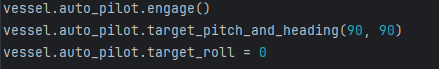 vessel.auto_pilot.engage()
vessel.auto_pilot.target_pitch_and_heading(90, 90)
vessel.auto_pilot.target_roll = 0